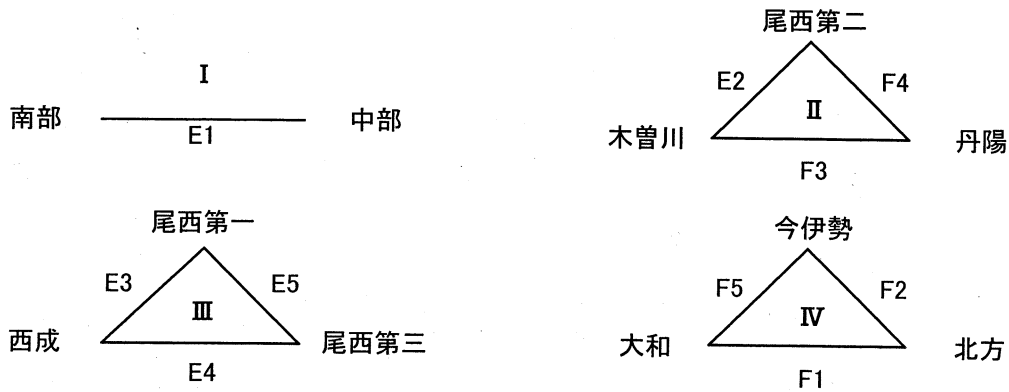 Ⅰ
南部
中部
E1
尾西第二
E2
F4
Ⅱ
木曽川
丹陽
F3
尾西第一
E3
E5
Ⅲ
西成
尾西第三
E4
今伊勢
F5
F2
Ⅳ
大和
北方
F1